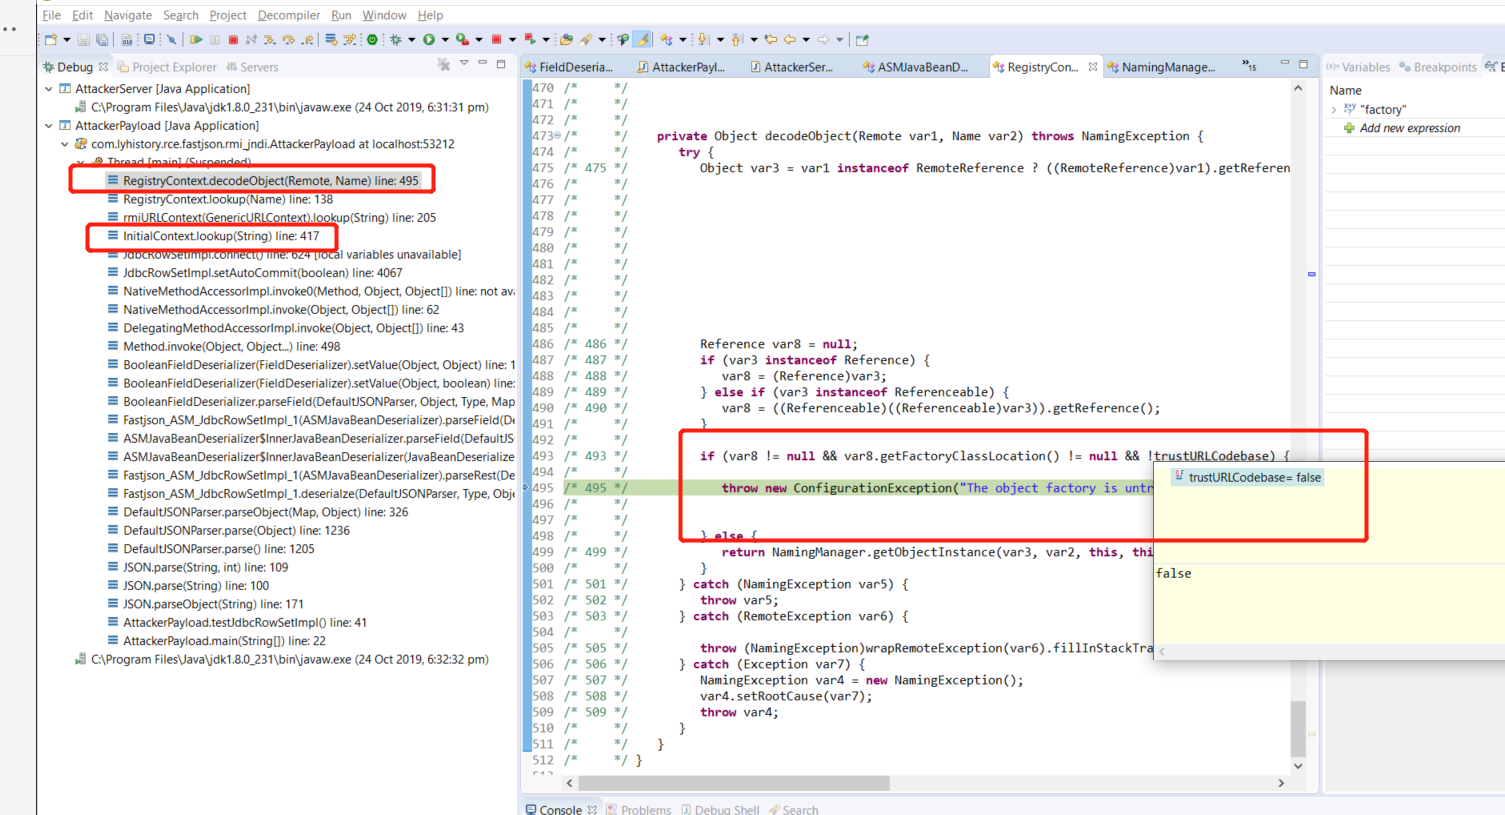 File Edit Navigate Search Project Decompiler Run Window Help
Debug Project Explorer Servers
AttackerServer [Java Application]
C:\Program Files\Java\jdk1.8.0_231\bin\javaw.exe (24 Oct 2019, 6:31:31 pm)
AttackerPayload [Java Application]
com.lyhistory.rce.fastjson.rmi_jndi.AttackerPayload at localhost:53212
Thread [main] (Suspended)
RegistryContext.decodeObject(Remote, Name) line: 495
RegistryContext.lookup(Name) line: 138
rmiURLContext(GenericURLContext).lookup(String) line: 205
InitialContext.lookup(String) line: 417
JdbcRowSetImpl.connect() line: 624 [local variables unavailable]
JdbcRowSetImpl.setAutoCommit(boolean) line: 4067
NativeMethodAccessorImpl.invoke0(Method, Object, Object[]) line: not ava
NativeMethodAccessorImpl.invoke(Object, Object[]) line: 62
DelegatingMethodAccessorImpl.invoke(Object, Object[]) line: 43
Method.invoke(Object, Object...) line: 498
BooleanFieldDeserializer(FieldDeserializer).setValue(Object, Object) line: 1
BooleanFieldDeserializer(FieldDeserializer).setValue(Object, boolean) line:
BooleanFieldDeserializer.parseField(DefaultJSONParser, Object, Type, Map
Fastjson_ASM_JdbcRowSetImpl_1(ASMJavaBeanDeserializer).parseField(De
ASMJavaBeanDeserializer$InnerJavaBeanDeserializer.parseField(DefaultJS
ASMJavaBeanDeserializer$InnerJavaBeanDeserializer(JavaBeanDeserialize
Fastjson_ASM_JdbcRowSetImpl_1(ASMJavaBeanDeserializer).parseRest(De
Fastjson_ASM_JdbcRowSetImpl_1.deserialze(DefaultJSONParser, Type, Obje
DefaultJSONParser.parseObject(Map, Object) line: 326
DefaultJSONParser.parse(Object) line: 1236
DefaultJSONParser.parse() line: 1205
JSON.parse(String, int) line: 109
JSON.parse(String) line: 100
JSON.parseObject(String) line: 171
AttackerPayload.testJdbcRowSetImpl() line: 41
AttackerPayload.main(String[]) line: 22
C:\Program Files\Java\jdk1.8.0_231\bin\javaw.exe (24 Oct 2019, 6:32:32 pm)
FieldDeseria... AttackerPayl... AttackerSer... ASMJavaBeanD... RegistryCon... NamingManage... »15
470 /* */
471 /* */
472 /* */
473 /* */ private Object decodeObject(Remote var1, Name var2) throws NamingException {
474 /* */ try {
475 /* 475 */ Object var3 = var1 instanceof RemoteReference ? ((RemoteReference)var1).getReferen
476 /* */
477 /* */
478 /* */
479 /* */
480 /* */
481 /* */
482 /* */
483 /* */
484 /* */
485 /* */
486 /* 486 */ Reference var8 = null;
487 /* 487 */ if (var3 instanceof Reference) {
488 /* 488 */ var8 = (Reference)var3;
489 /* 489 */ } else if (var3 instanceof Referenceable) {
490 /* 490 */ var8 = ((Referenceable)((Referenceable)var3)).getReference();
491 /* */ }
492 /* */
493 /* 493 */ if (var8 != null && var8.getFactoryClassLocation() != null && !trustURLCodebase) {
494 /* */
495 /* 495 */ throw new ConfigurationException("The object factory is untr
496 /* */
497 /* */
498 /* */ } else {
499 /* 499 */ return NamingManager.getObjectInstance(var3, var2, this, thi
500 /* */ }
501 /* 501 */ } catch (NamingException var5) {
502 /* 502 */ throw var5;
503 /* 503 */ } catch (RemoteException var6) {
504 /* */
505 /* 505 */ throw (NamingException)wrapRemoteException(var6).fillInStackTra
506 /* 506 */ } catch (Exception var7) {
507 /* 507 */ NamingException var4 = new NamingException();
508 /* 508 */ var4.setRootCause(var7);
509 /* 509 */ throw var4;
510 /* */ }
511 /* */ }
512 /* */ }
trustURLCodebase= false
false
Variables Breakpoints E
Name
"factory"
Add new expression
Console Problems Debug Shell Search